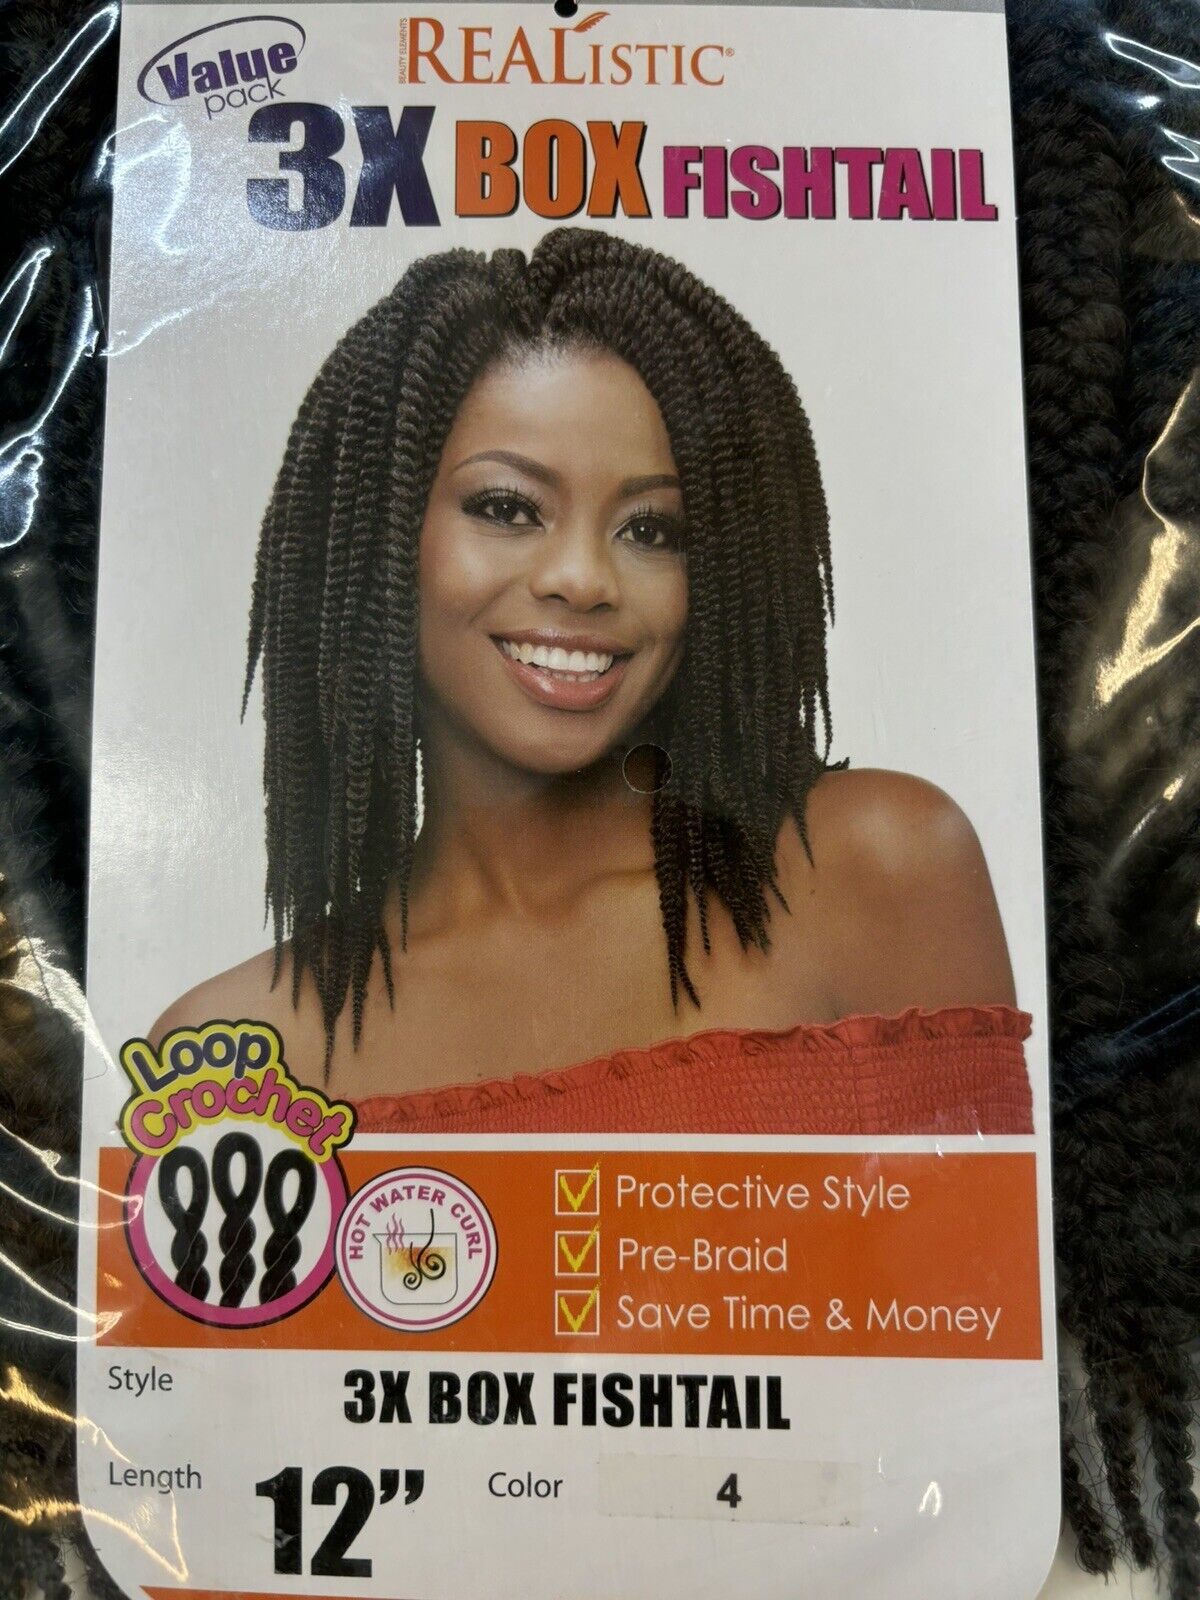 Value
pack
BEAUTY ELEMENTS
REALISTIC®
3X BOX FISHTAIL
Loop
Crochet
HOT WATER CURL
Protective Style
Pre-Braid
Save Time & Money
Style
3X BOX FISHTAIL
Length 12” Color 4